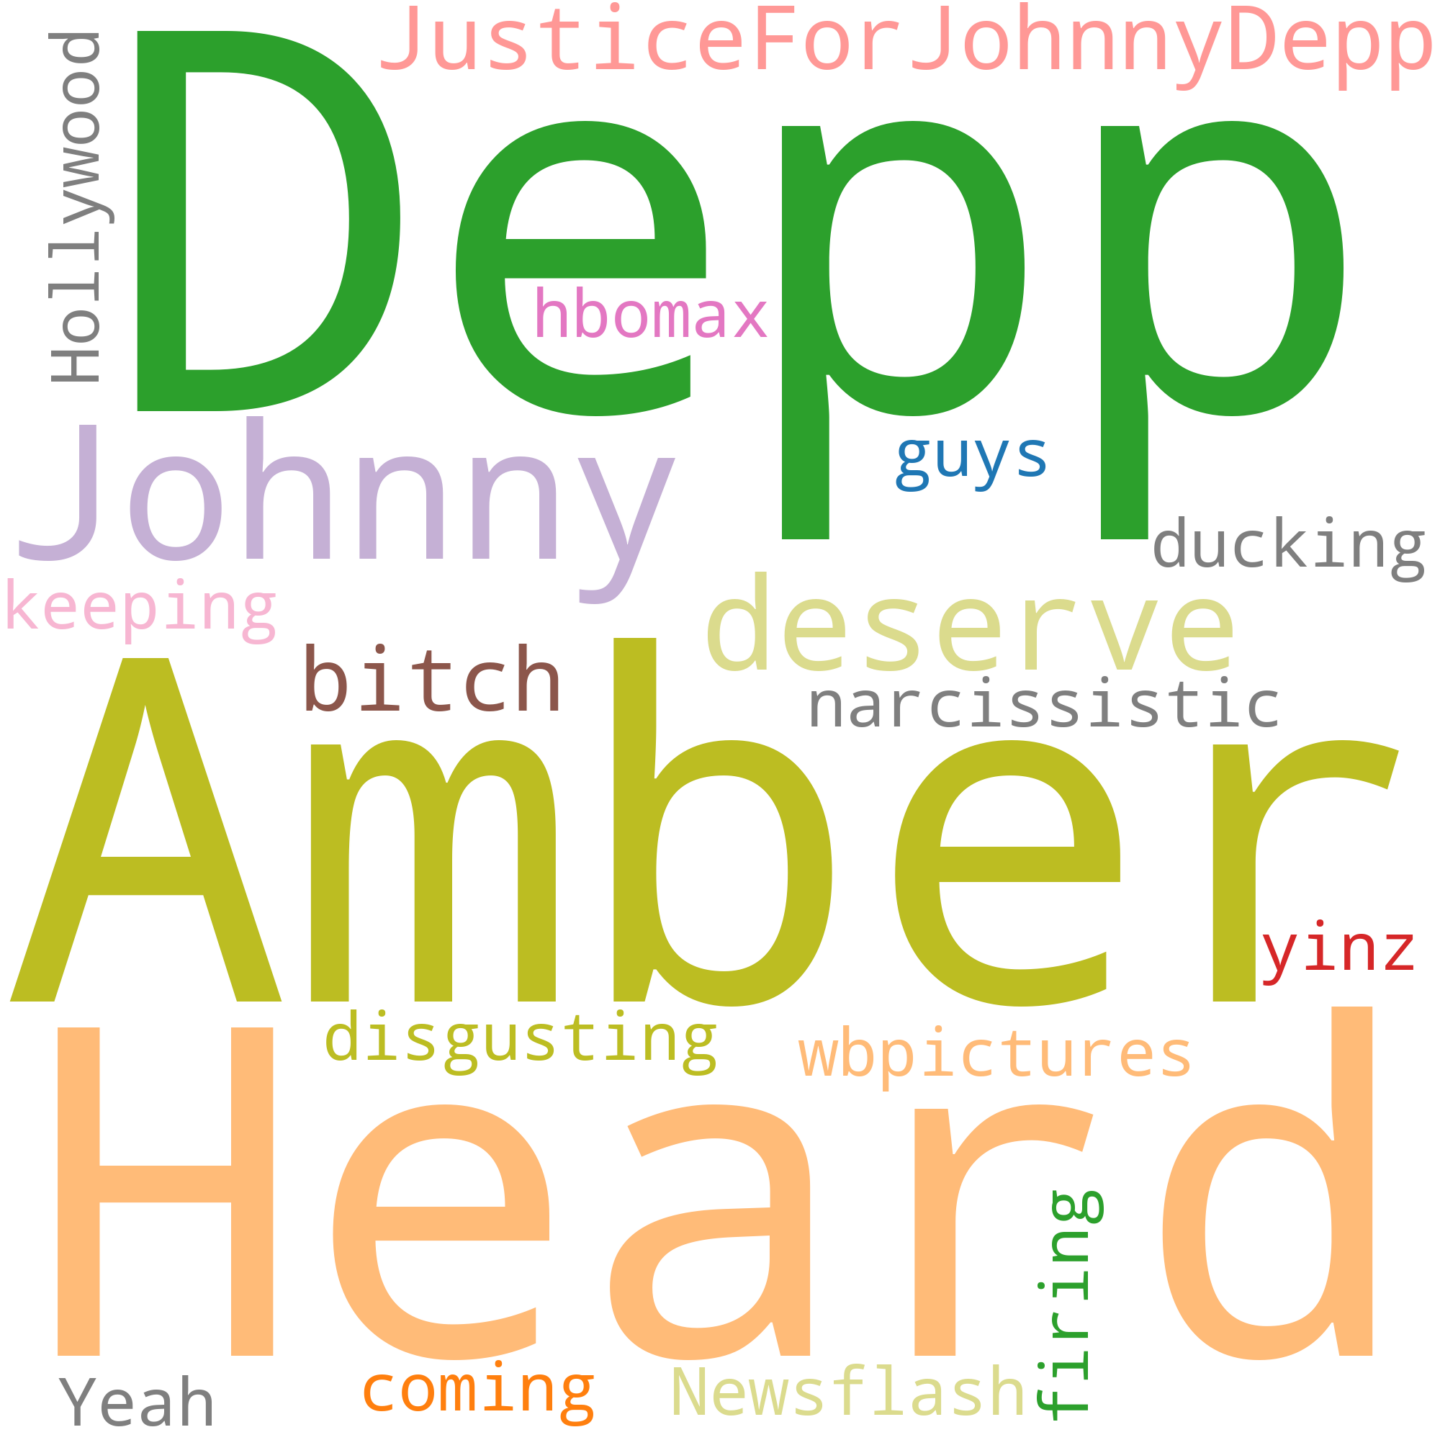 JusticeForJohnnyDepp
Hollywood
Depp
hbomax
Johnny
guys
ducking
keeping
deserve
bitch
narcissistic
Amber
yinz
disgusting
wbpictures
Heard
firing
Yeah
coming
Newsflash